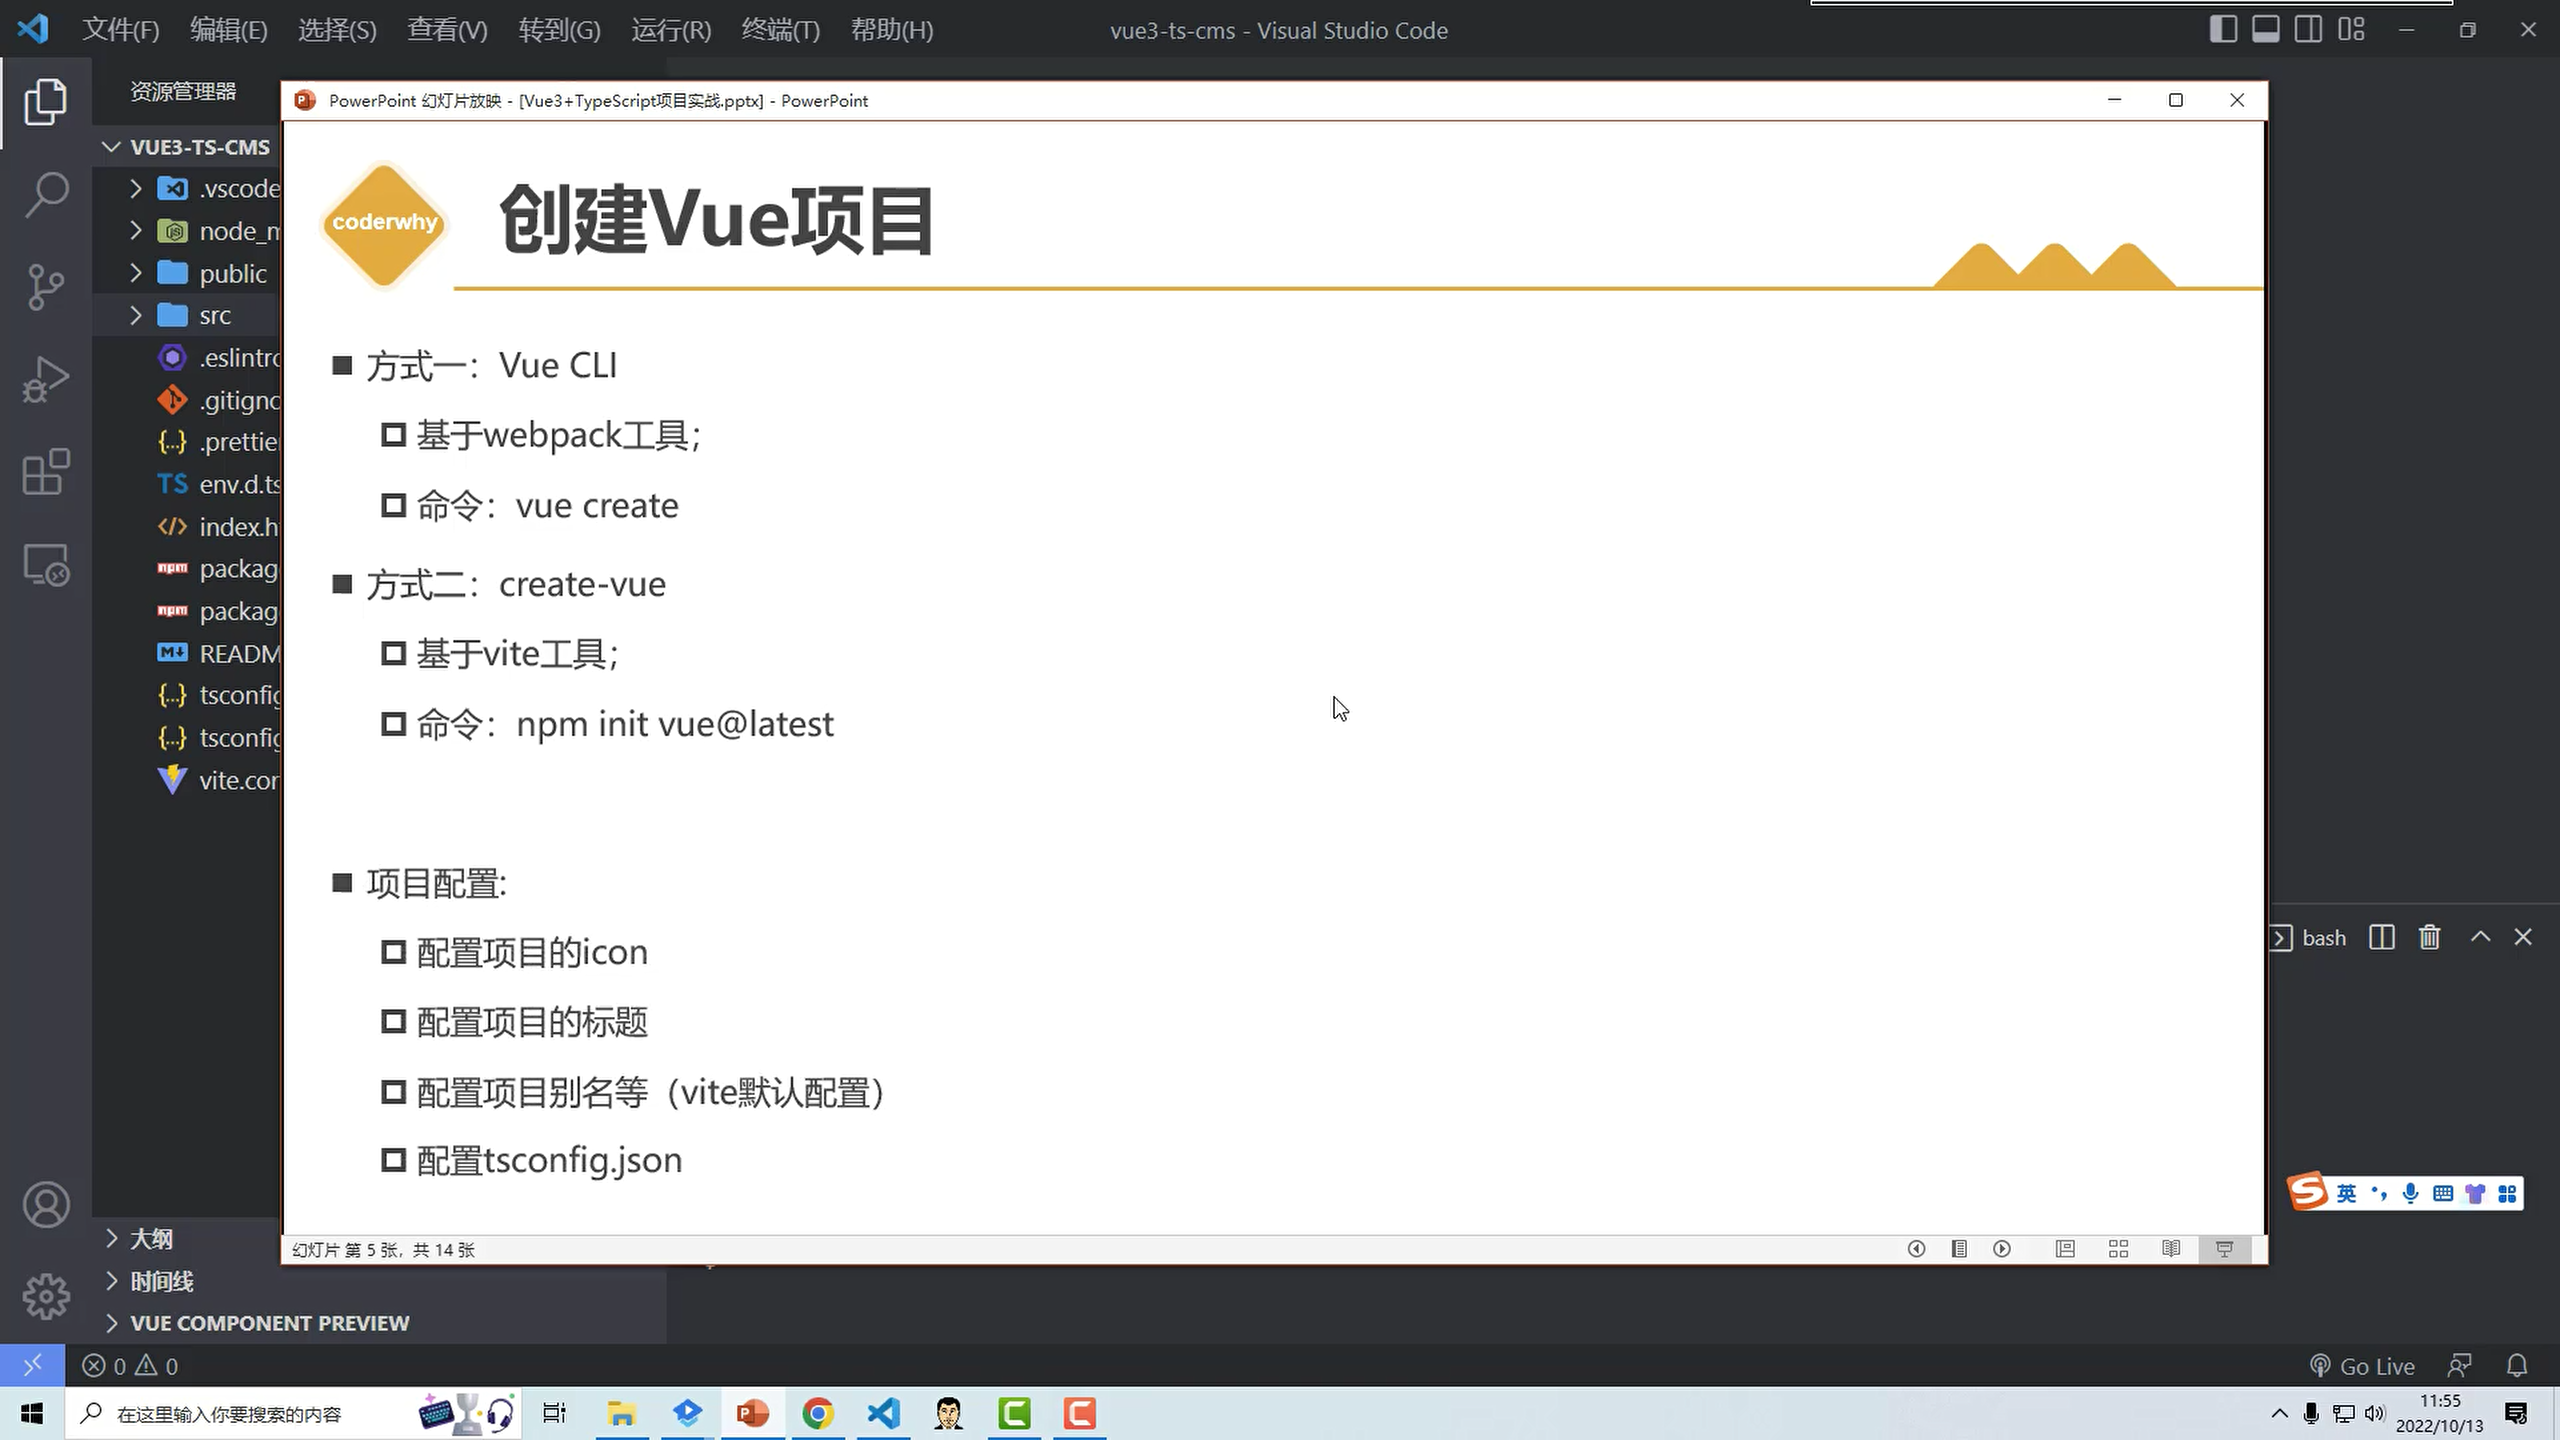 文件(F) 编辑(E) 选择(S) 查看(V) 转到(G) 运行(R) 终端(T) 帮助(H) vue3-ts-cms - Visual Studio Code
资源管理器
VUE3-TS-CMS
.vscode
node_m
public
src
.eslintrc
.gitigno
.prettier
env.d.ts
index.h
packag
packag
READM
tsconfig
tsconfig
vite.con
PowerPoint 幻灯片放映 - [Vue3+TypeScript项目实战.pptx] - PowerPoint
coderwhy
创建Vue项目
方式一：Vue CLI
基于webpack工具；
命令：vue create
方式二：create-vue
基于vite工具；
命令：npm init vue@latest
项目配置:
配置项目的icon
配置项目的标题
配置项目别名等（vite默认配置）
配置tsconfig.json
幻灯片 第 5 张，共 14 张
bash
英
大纲
时间线
VUE COMPONENT PREVIEW
0 0
Go Live
在这里输入你要搜索的内容
11:55
2022/10/13